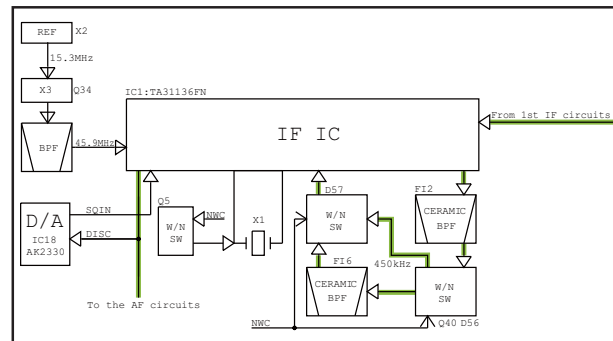 REF X2
15.3MHz
IC1:TA31136FN
X3 Q34
From 1st IF circuits
IF IC
BPF 45.9MHz
D57
FI2
Q5
D/A
IC18
AK2330
SQIN
DISC
W/N
SW
NWC
X1
W/N
SW
CERAMIC
BPF
FI6
450kHz
CERAMIC
BPF
W/N
SW
To the AF circuits
NWC
Q40 D56